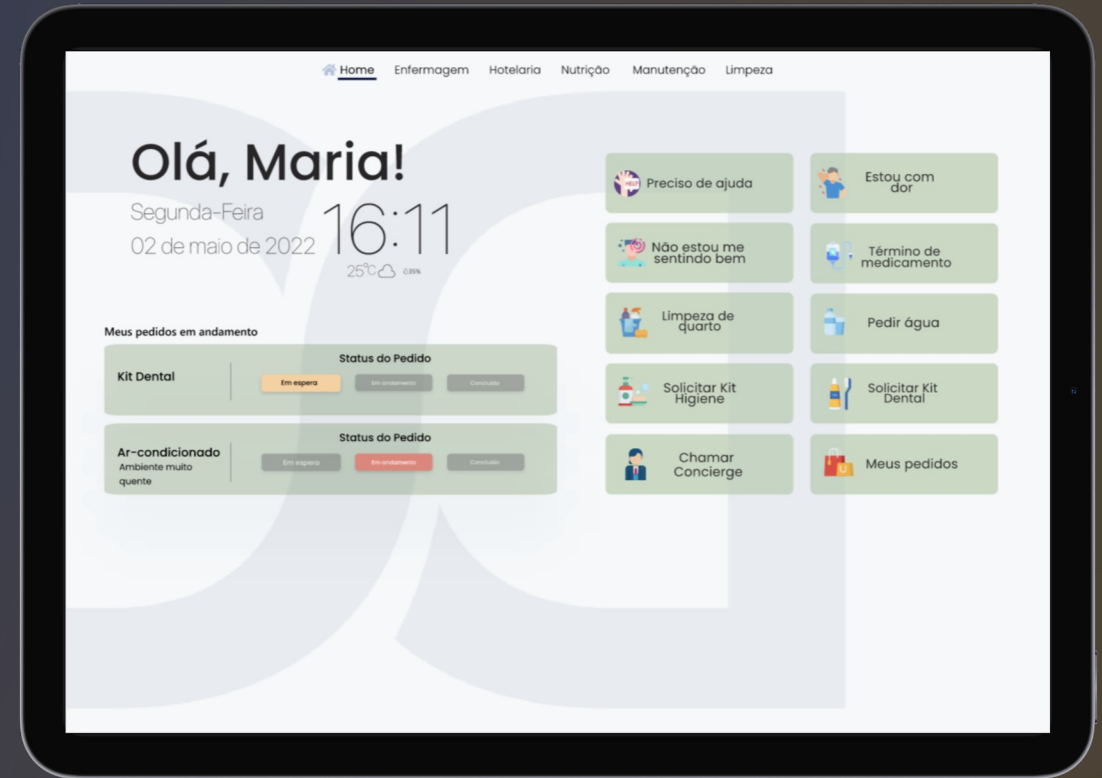 Home Enfermagem Hotelaria Nutrição Manutenção Limpeza
Olá, Maria!
Segunda-Feira
02 de maio de 2022
16:11
25°C
Meus pedidos em andamento
Kit Dental
Status do Pedido
Em espera Em andamento Concluído
Ar-condicionado
Ambiente muito
quente
Status do Pedido
Em espera Em andamento Concluído
HELP
Preciso de ajuda
Estou com
dor
Não estou me
sentindo bem
Término de
medicamento
Limpeza de
quarto
Pedir água
Solicitar Kit
Higiene
Solicitar Kit
Dental
Chamar
Concierge
Meus pedidos